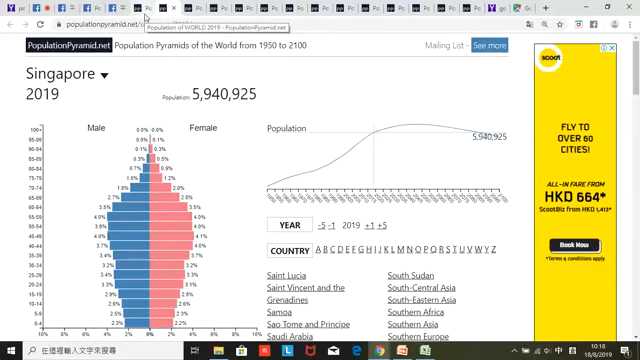 populationpyramid.net
Population of WORLD 2019 - PopulationPyramid.net
PopulationPyramid.net
Population Pyramids of the World from 1950 to 2100
Mailing List -
See more
Singapore
2019
Population: 5,940,925
Male
Female
100+ 0.0% 0.0%
95-99 0.0% 0.1%
90-94 0.1% 0.3%
85-89 0.3% 0.5%
80-84 0.7% 0.9%
75-79 1.0% 1.2%
70-74 1.8% 2.0%
65-69 2.7% 2.8%
60-64 3.5% 3.5%
55-59 4.0% 4.0%
50-54 3.9% 4.0%
45-49 4.0% 4.1%
40-44 3.7% 4.0%
35-39 3.4% 3.7%
30-34 3.2% 3.4%
25-29 3.4% 3.3%
20-24 3.3% 3.1%
15-19 2.9% 2.8%
10-14 2.6% 2.6%
5-9 2.5% 2.4%
0-4 2.3% 2.2%
10% 8% 6% 4% 2% 0% 2% 4% 6% 8% 10%
Population
5,940,925
YEAR
-5 -1 2019 +1 +5
COUNTRY
A B C D E F G H I J K L M N O P Q R S T U V W Y Z
Saint Lucia
Saint Vincent and the
Grenadines
Samoa
Sao Tome and Principe
Saudi Arabia
South Sudan
South-Central Asia
South-Eastern Asia
Southern Africa
Southern Asia
Southern Europe
scoot
FLY TO
OVER 60
CITIES!
ALL-IN FARE FROM
HKD 664*
ScootBiz from HKD 1,413*
Book Now
*Terms & conditions apply
在這裡輸入文字來搜尋
中
10:18
18/8/2019